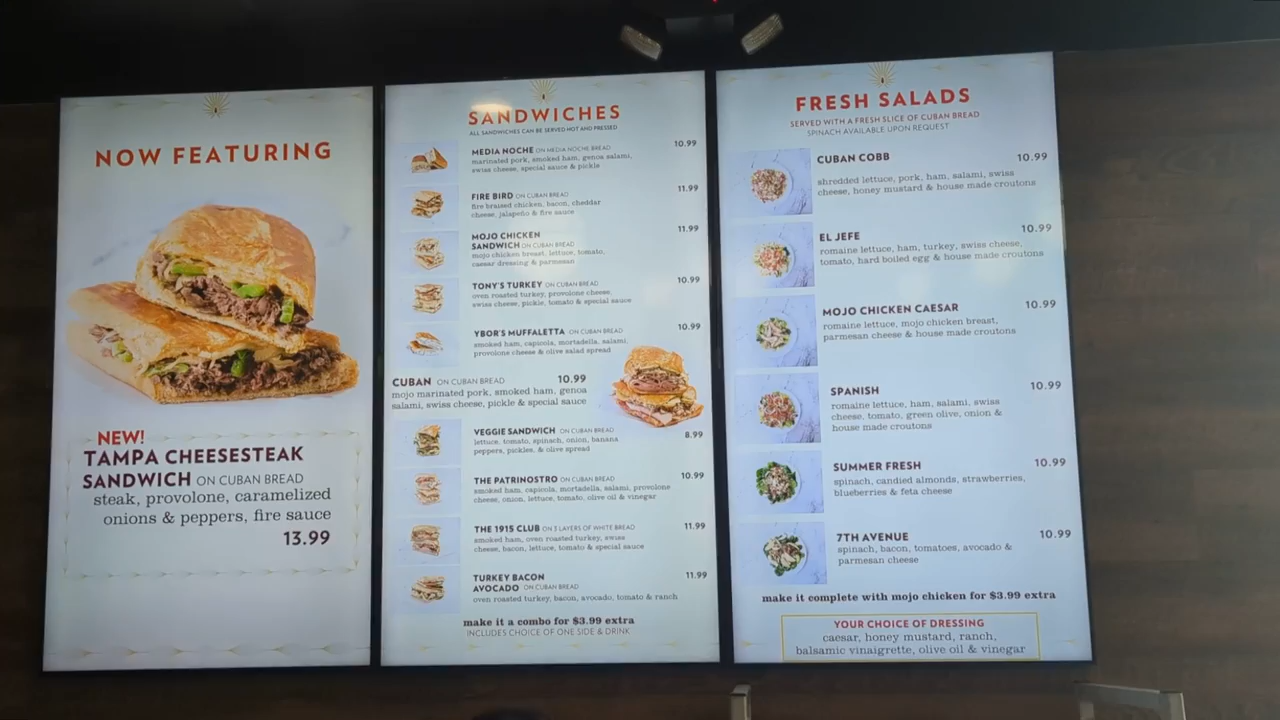 NOW FEATURING
NEW!
TAMPA CHEESESTEAK
SANDWICH ON CUBAN BREAD
steak, provolone, caramelized
onions & peppers, fire sauce
13.99
SANDWICHES
ALL SANDWICHES CAN BE SERVED HOT AND PRESSED
MEDIA NOCHE ON MEDIA NOCHE BREAD 10.99
marinated pork, smoked ham, genoa salami,
swiss cheese, special sauce & pickle
FIRE BIRD ON CUBAN BREAD 11.99
fire braised chicken, bacon, cheddar
cheese, jalapeño & fire sauce
MOJO CHICKEN 11.99
SANDWICH ON CUBAN BREAD
mojo chicken breast, lettuce, tomato,
caesar dressing & parmesan
TONY'S TURKEY ON CUBAN BREAD 10.99
oven roasted turkey, provolone cheese,
swiss cheese, pickle, tomato & special sauce
YBOR'S MUFFALETTA ON CUBAN BREAD 10.99
smoked ham, capicola, mortadella, salami,
provolone cheese & olive salad spread
CUBAN ON CUBAN BREAD 10.99
mojo marinated pork, smoked ham, genoa
salami, swiss cheese, pickle & special sauce
VEGGIE SANDWICH ON CUBAN BREAD 8.99
lettuce, tomato, spinach, onion, banana
peppers, pickles, & olive spread
THE PATRINOSTRO ON CUBAN BREAD 10.99
smoked ham, capicola, mortadella, salami, provolone
cheese, onion, lettuce, tomato, olive oil & vinegar
THE 1915 CLUB ON 3 LAYERS OF WHITE BREAD 11.99
smoked ham, oven roasted turkey, swiss
cheese, bacon, lettuce, tomato & special sauce
TURKEY BACON 11.99
AVOCADO ON CUBAN BREAD
oven roasted turkey, bacon, avocado, tomato & ranch
make it a combo for $3.99 extra
INCLUDES CHOICE OF ONE SIDE & DRINK
FRESH SALADS
SERVED WITH A FRESH SLICE OF CUBAN BREAD
SPINACH AVAILABLE UPON REQUEST
CUBAN COBB 10.99
shredded lettuce, pork, ham, salami, swiss
cheese, honey mustard & house made croutons
EL JEFE 10.99
romaine lettuce, ham, turkey, swiss cheese,
tomato, hard boiled egg & house made croutons
MOJO CHICKEN CAESAR 10.99
romaine lettuce, mojo chicken breast,
parmesan cheese & house made croutons
SPANISH 10.99
romaine lettuce, ham, salami, swiss
cheese, tomato, green olive, onion &
house made croutons
SUMMER FRESH 10.99
spinach, candied almonds, strawberries,
blueberries & feta cheese
7TH AVENUE 10.99
spinach, bacon, tomatoes, avocado &
parmesan cheese
make it complete with mojo chicken for $3.99 extra
YOUR CHOICE OF DRESSING
caesar, honey mustard, ranch,
balsamic vinaigrette, olive oil & vinegar